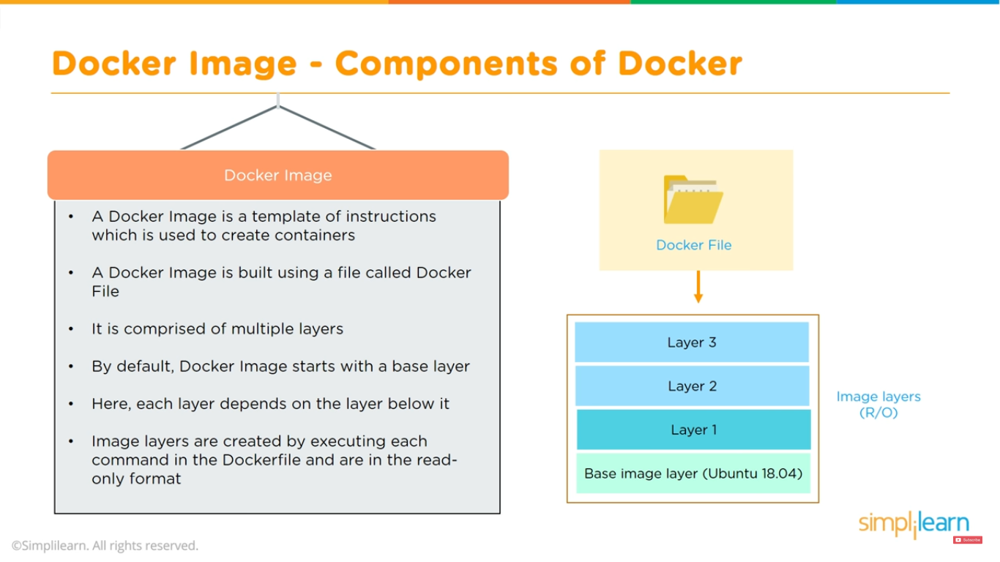 Docker Image - Components of Docker
Docker Image
• A Docker Image is a template of instructions
which is used to create containers
• A Docker Image is built using a file called Docker
File
• It is comprised of multiple layers
• By default, Docker Image starts with a base layer
• Here, each layer depends on the layer below it
• Image layers are created by executing each
command in the Dockerfile and are in the read-
only format
Docker File
Layer 3
Layer 2
Layer 1
Base image layer (Ubuntu 18.04)
Image layers
(R/O)
simplilearn
Subscribe
©Simplilearn. All rights reserved.